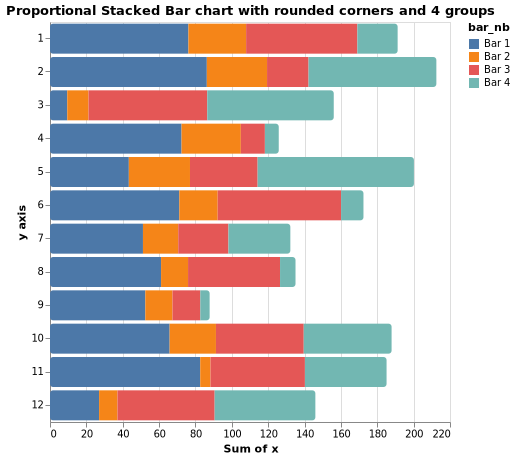 Proportional Stacked Bar chart with rounded corners and 4 groups
bar_nb
Bar 1
Bar 2
Bar 3
Bar 4
y axis
1
2
3
4
5
6
7
8
9
10
11
12
0 20 40 60 80 100 120 140 160 180 200 220
Sum of x